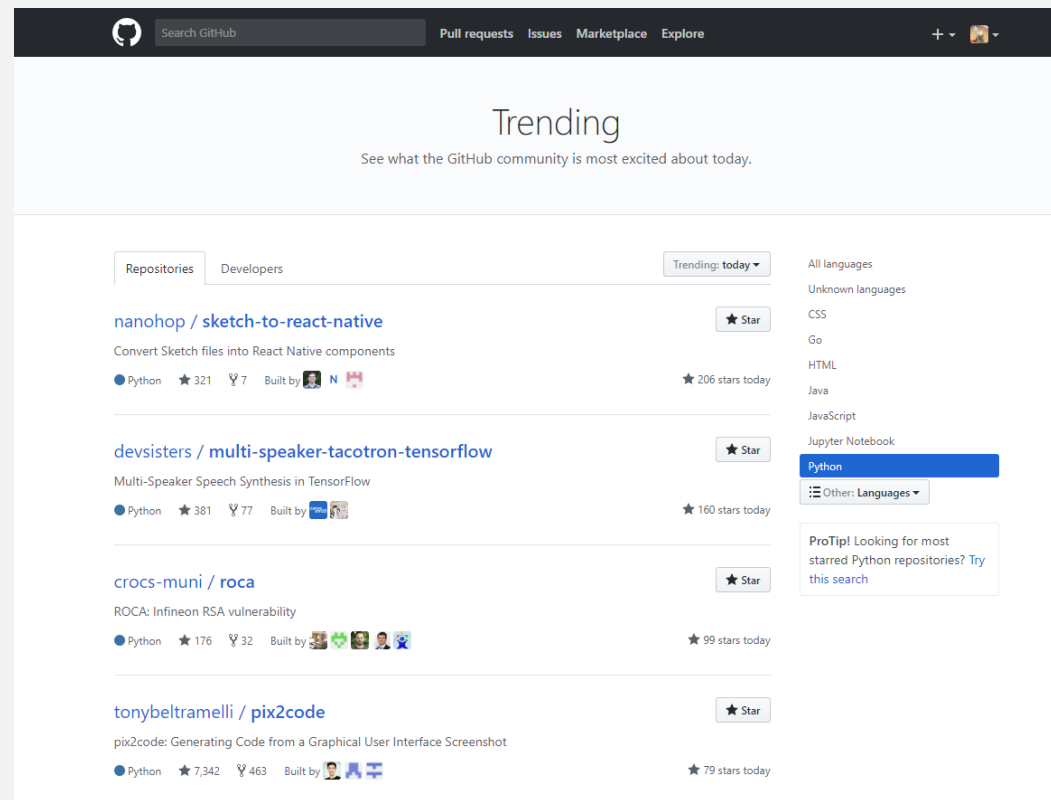 Search GitHub Pull requests Issues Marketplace Explore
Trending
See what the GitHub community is most excited about today.
Repositories Developers Trending: today
nanohop / sketch-to-react-native Star
Convert Sketch files into React Native components
Python 321 7 Built by N 206 stars today
devsisters / multi-speaker-tacotron-tensorflow Star
Multi-Speaker Speech Synthesis in TensorFlow
Python 381 77 Built by 160 stars today
crocs-muni / roca Star
ROCA: Infineon RSA vulnerability
Python 176 32 Built by 99 stars today
tonybeltramelli / pix2code Star
pix2code: Generating Code from a Graphical User Interface Screenshot
Python 7,342 463 Built by 79 stars today
All languages
Unknown languages
CSS
Go
HTML
Java
JavaScript
Jupyter Notebook
Python
Other: Languages
ProTip! Looking for most
starred Python repositories? Try
this search